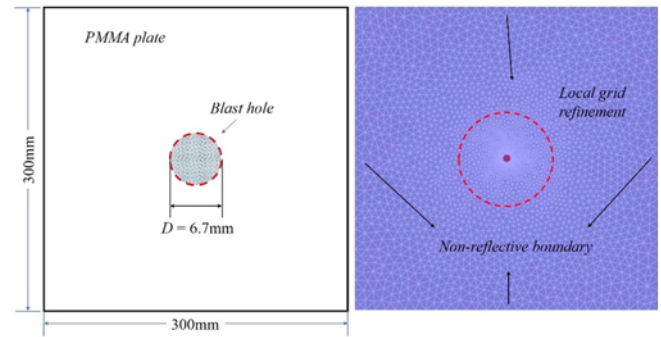 PMMA plate
Blast hole
D = 6.7mm
300mm
300mm
Local grid
refinement
Non-reflective boundary